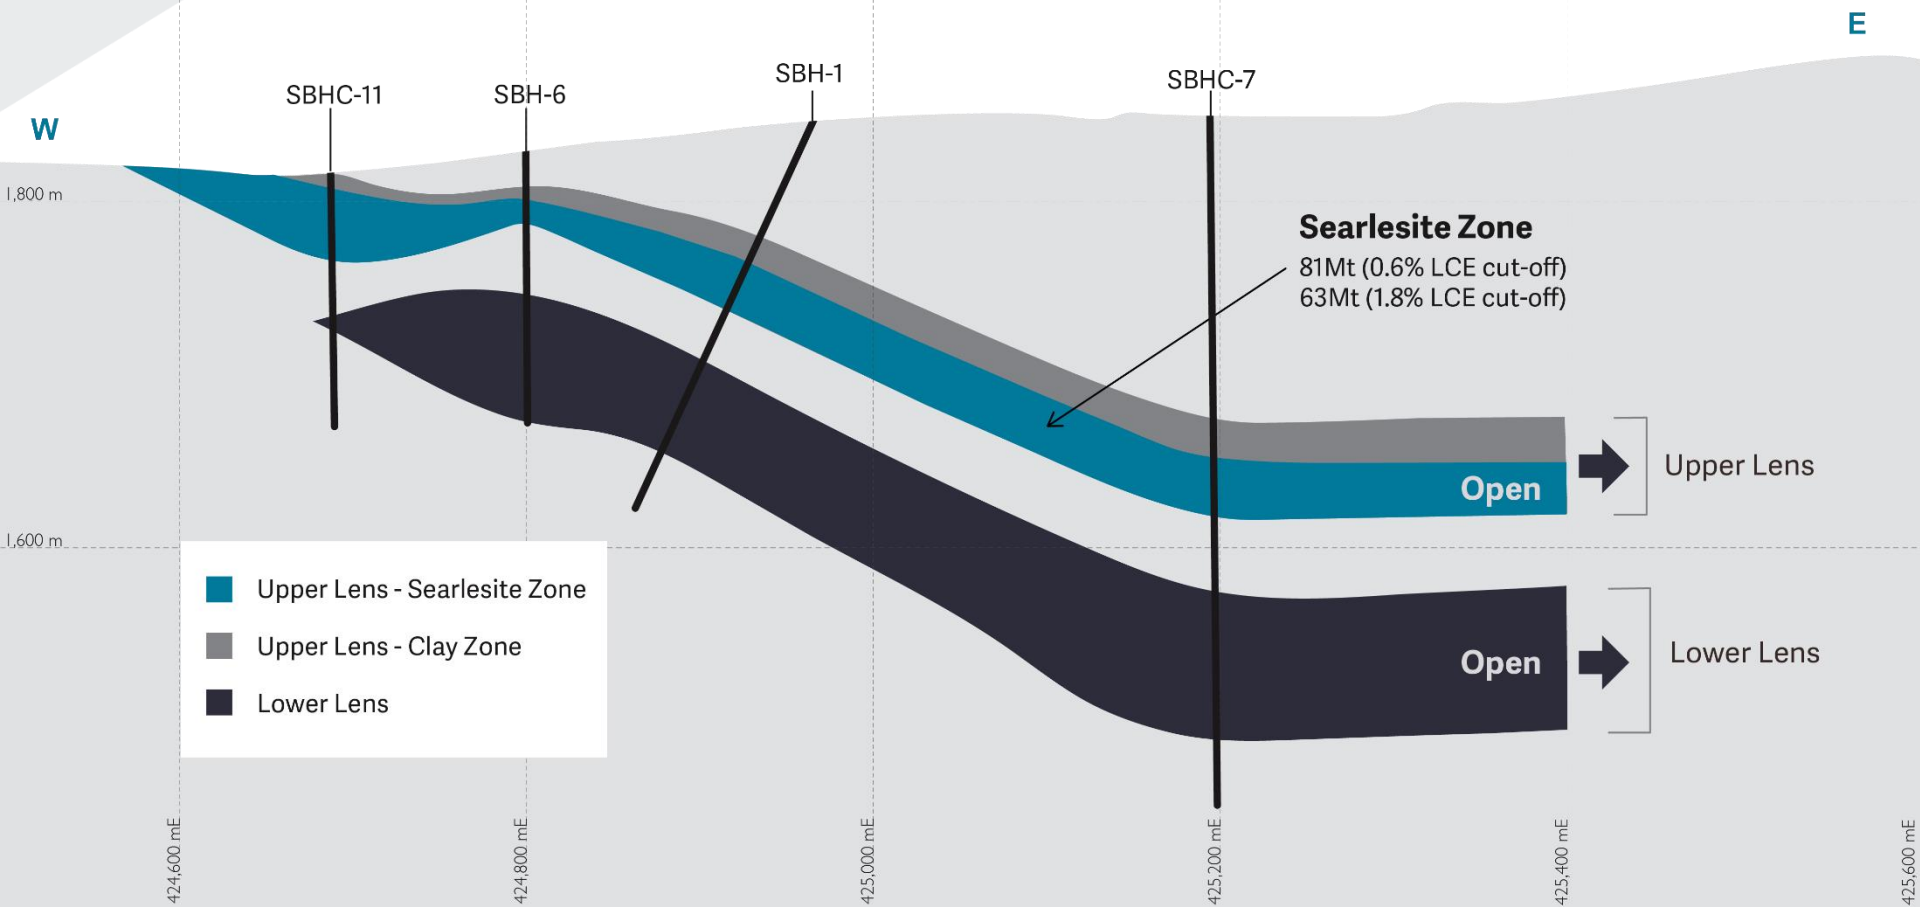 E
SBH-1
SBHC-7
SBHC-11
SBH-6
W
1,800 m
Searlesite Zone
81Mt (0.6% LCE cut-off)
63Mt (1.8% LCE cut-off)
Open
Upper Lens
1,600 m
Upper Lens - Searlesite Zone
Upper Lens - Clay Zone
Lower Lens
Open
Lower Lens
424,600 mE
424,800 mE
425,000 mE
425,200 mE
425,400 mE
425,600 mE